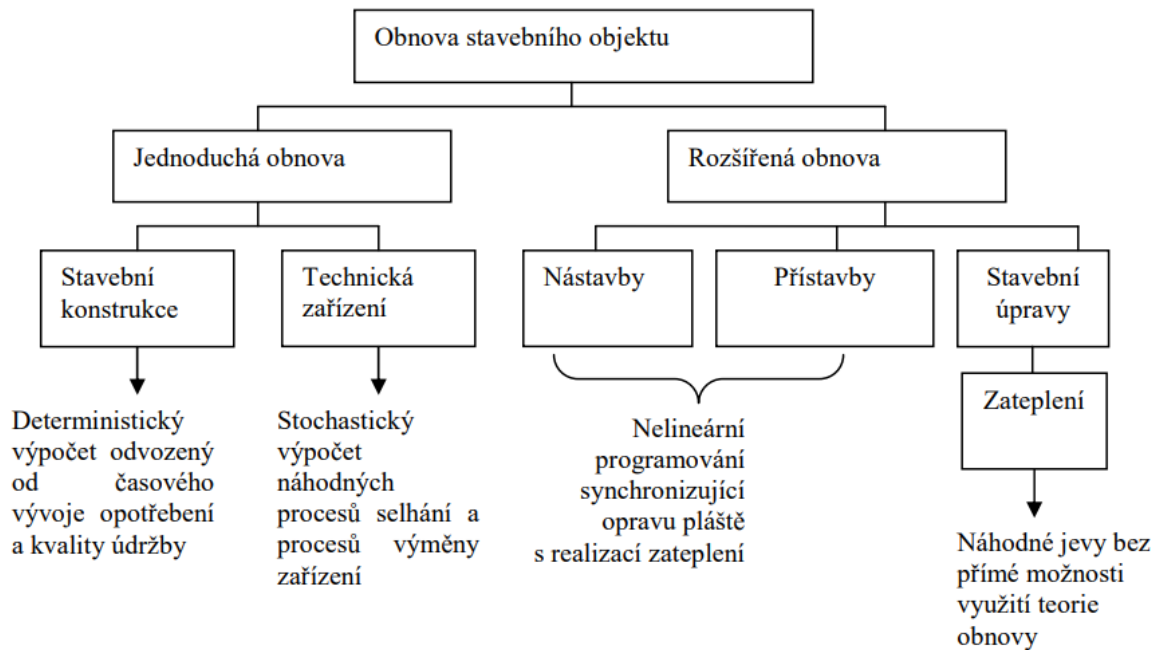 Obnova stavebního objektu
Jednoduchá obnova
Rozšířená obnova
Stavební
konstrukce
Technická
zařízení
Nástavby
Přístavby
Stavební
úpravy
Zateplení
Deterministický
výpočet odvozený
od časového
vývoje opotřebení
a kvality údržby
Stochastický
výpočet
náhodných
procesů selhání a
procesů výměny
zařízení
Nelineární
programování
synchronizující
opravu pláště
s realizací zateplení
Náhodné jevy bez
přímé možnosti
využití teorie
obnovy